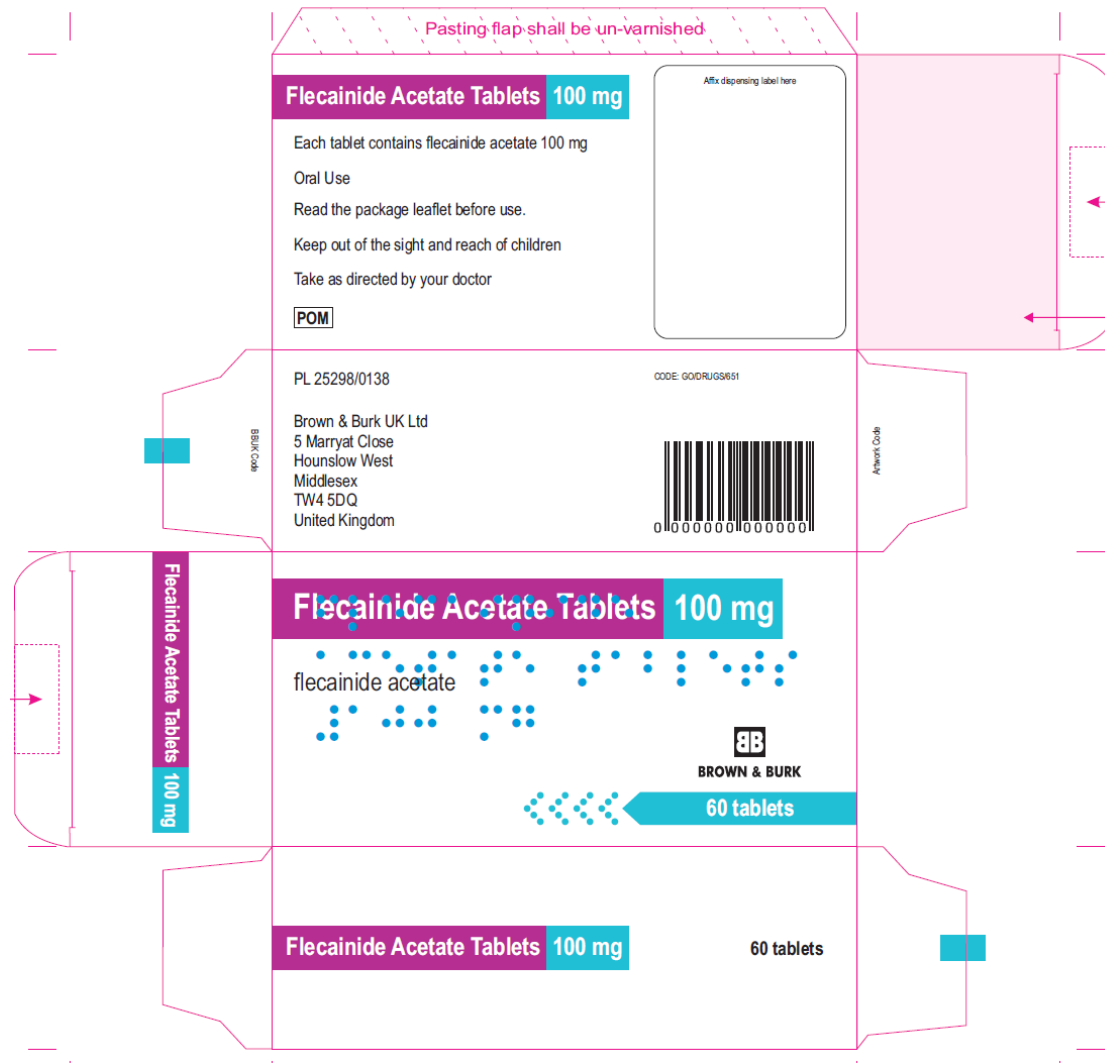 Pasting flap shall be un-varnished
Flecainide Acetate Tablets 100 mg
Affix dispensing label here
Each tablet contains flecainide acetate 100 mg
Oral Use
Read the package leaflet before use.
Keep out of the sight and reach of children
Take as directed by your doctor
POM
PL 25298/0138
CODE: GO/DRUGS/651
Brown & Burk UK Ltd
5 Marryat Close
Hounslow West
Middlesex
TW4 5DQ
United Kingdom
BBUK Code
Artwork Code
0 000000 000000
Flecainide Acetate Tablets 100 mg
Flecainide Acetate Tablets 100 mg
flecainide acetate
BB
BROWN & BURK
60 tablets
Flecainide Acetate Tablets 100 mg
60 tablets